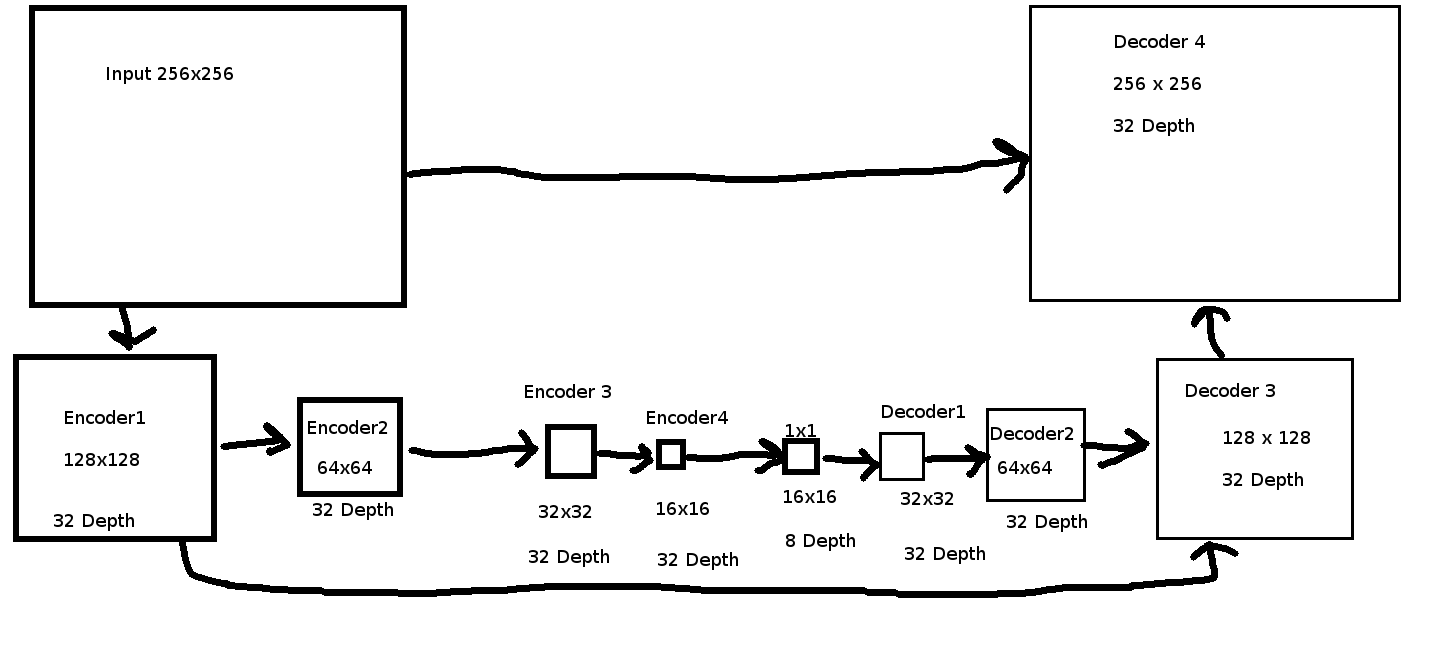 Input 256x256
Decoder 4
256 x 256
32 Depth
Encoder1
128x128
32 Depth
Encoder2
64x64
32 Depth
Encoder 3
32x32
32 Depth
Encoder4
16x16
32 Depth
1x1
16x16
8 Depth
Decoder1
32x32
32 Depth
Decoder2
64x64
32 Depth
Decoder 3
128 x 128
32 Depth